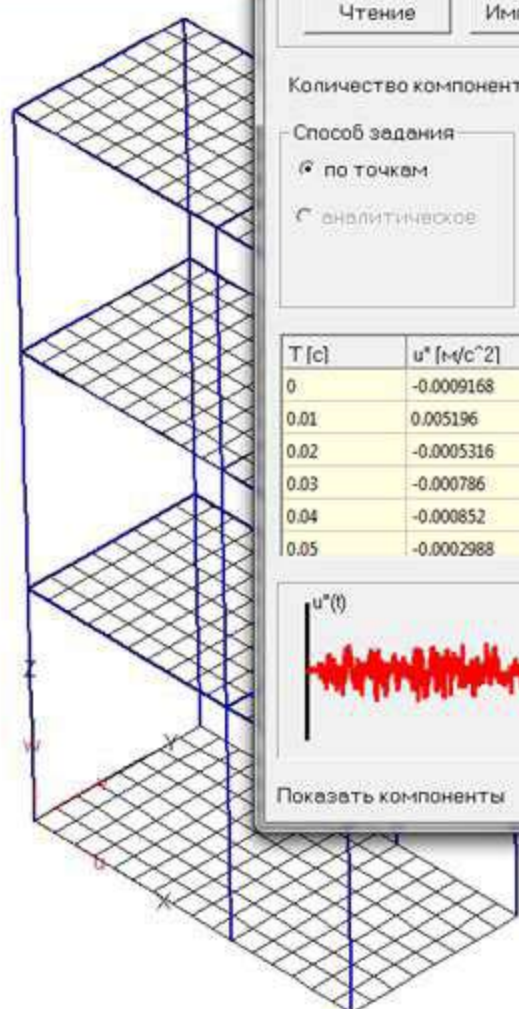 Чтение
Количество компонент
Способ задания
по точкам
аналитическое
T [с] u" [м/с^2]
0 -0.0009168
0.01 0.005196
0.02 -0.0005316
0.03 -0.000786
0.04 -0.000852
0.05 -0.0002988
u"(t)
Показать компоненты
Z
W
Y
X